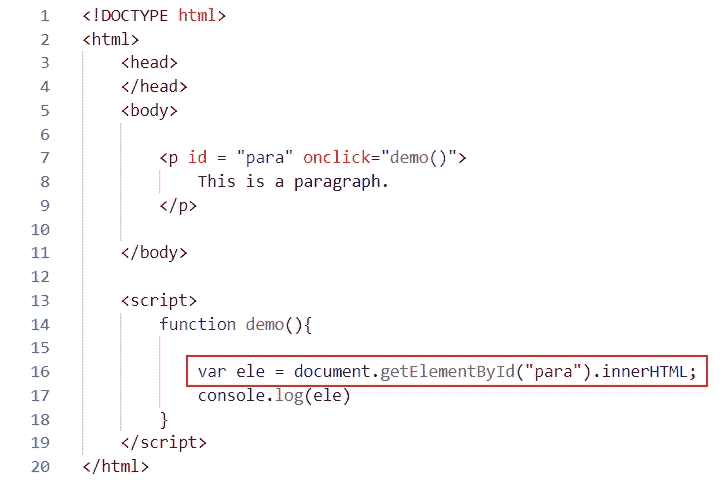 1 <!DOCTYPE html>
2 <html>
3 <head>
4 </head>
5 <body>
6
7 <p id = "para" onclick="demo()">
8 This is a paragraph.
9 </p>
10
11 </body>
12
13 <script>
14 function demo(){
15
16 var ele = document.getElementById("para").innerHTML;
17 console.log(ele)
18 }
19 </script>
20 </html>